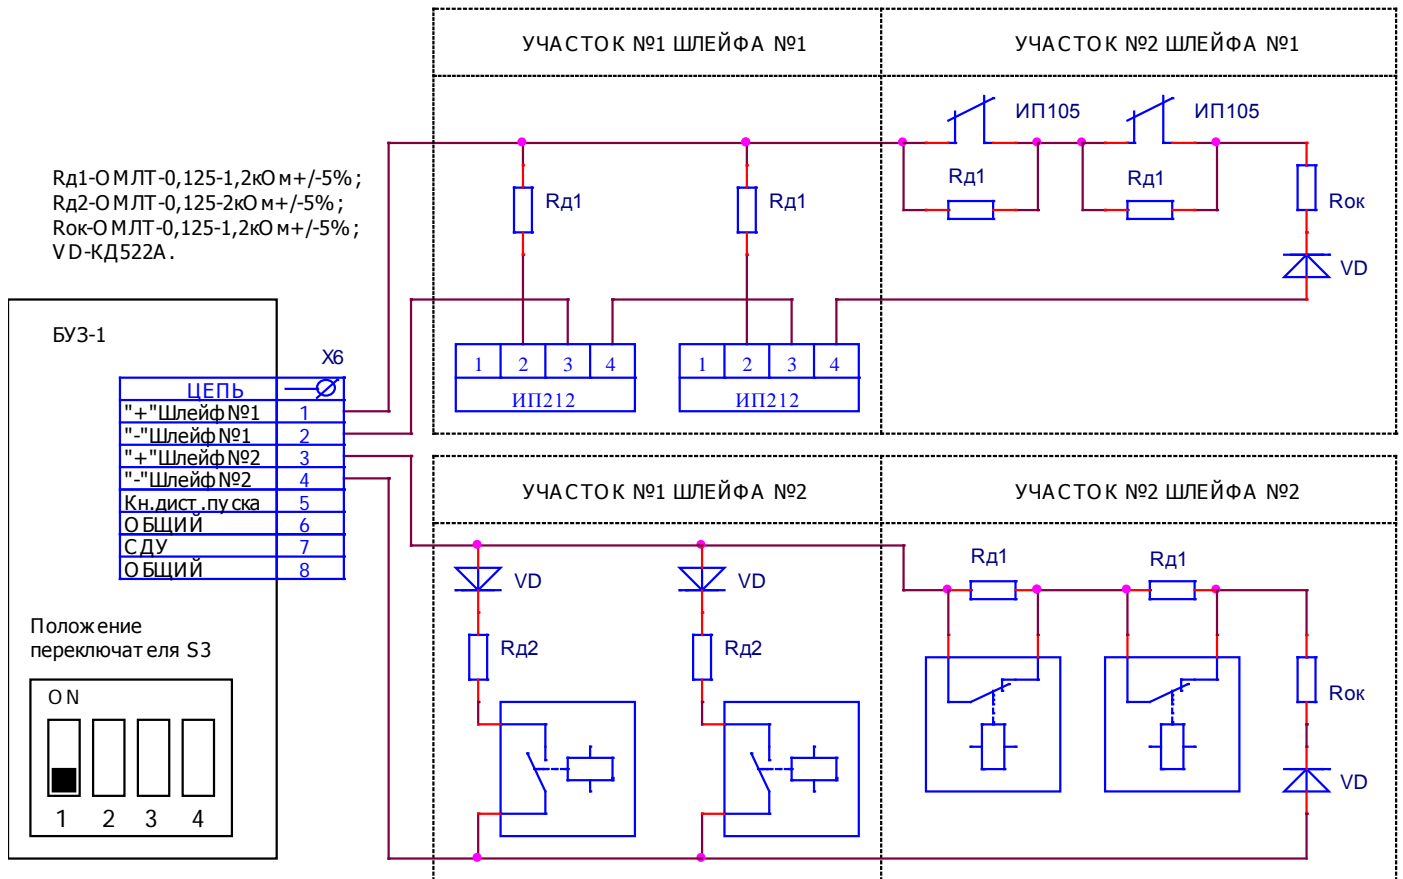 УЧАСТОК №1 ШЛЕЙФА №1
УЧАСТОК №2 ШЛЕЙФА №1
ИП105
ИП105
Rд1-ОМЛТ-0,125-1,2кОм+/-5%;
Rд2-ОМЛТ-0,125-2кОм+/-5%;
Rок-ОМЛТ-0,125-1,2кОм+/-5%;
VD-КД522А.
Rд1
Rд1
Rд1
Rд1
Rок
VD
БУЗ-1
X6
1 2 3 4
ИП212
1 2 3 4
ИП212
ЦЕПЬ
"+"Шлейф№1 1
"-"Шлейф№1 2
"+"Шлейф№2 3
"-"Шлейф№2 4
Кн.дист.пуска 5
ОБЩИЙ 6
СДУ 7
ОБЩИЙ 8
УЧАСТОК №1 ШЛЕЙФА №2
УЧАСТОК №2 ШЛЕЙФА №2
VD
VD
Rд2
Rд2
Rд1
Rд1
Rок
VD
Положение
переключателя S3
ON
1 2 3 4